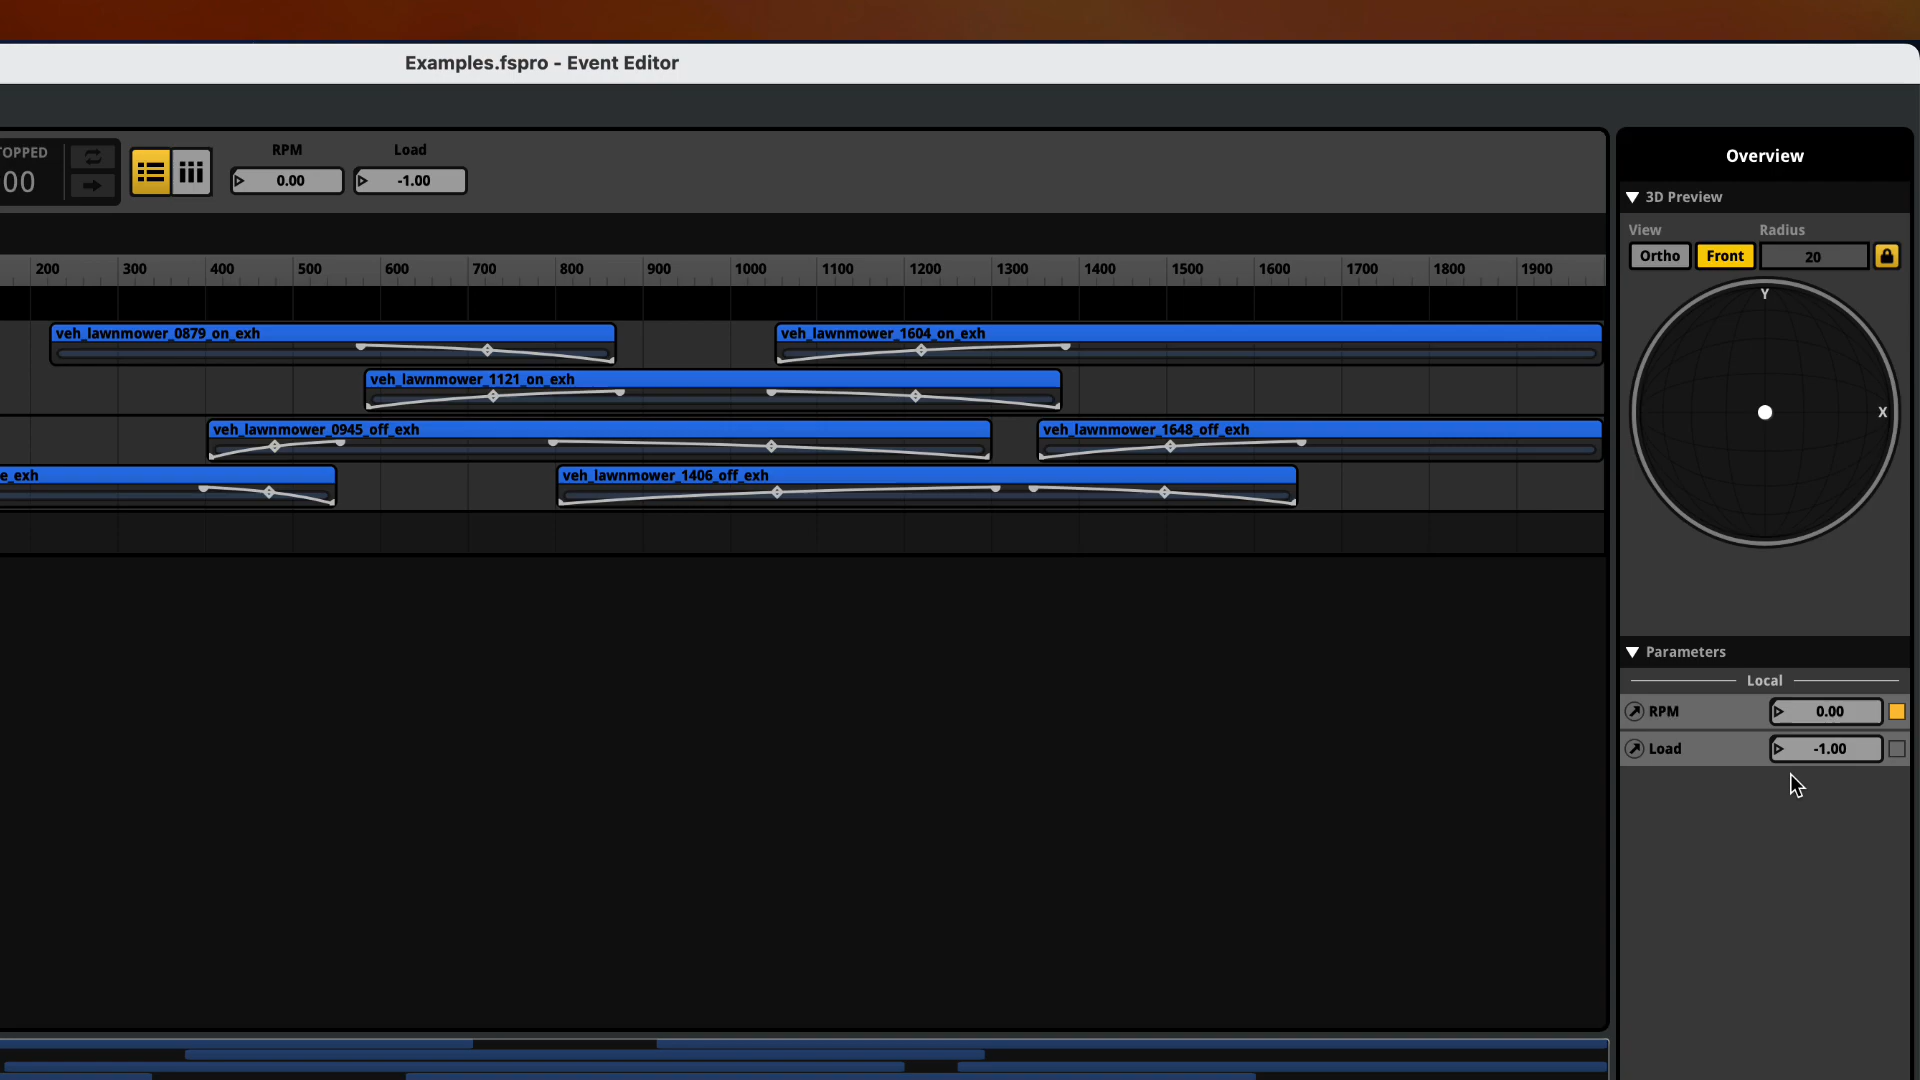 Examples.fspro - Event Editor
TOPPED
00
RPM
Load
0.00
-1.00
200
300
400
500
600
700
800
900
1000
1100
1200
1300
1400
1500
1600
1700
1800
1900
veh_lawnmower_0879_on_exh
veh_lawnmower_1604_on_exh
veh_lawnmower_1121_on_exh
veh_lawnmower_0945_off_exh
veh_lawnmower_1648_off_exh
e_exh
veh_lawnmower_1406_off_exh
Overview
3D Preview
View
Radius
Ortho
Front
20
Y
X
Parameters
Local
RPM
0.00
Load
-1.00